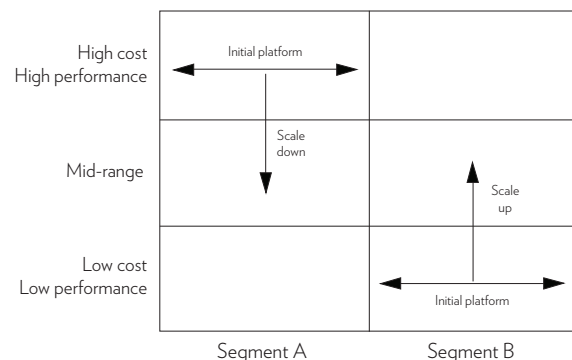 High cost
High performance
Initial platform
Scale
down
Mid-range
Scale
up
Low cost
Low performance
Initial platform
Segment A
Segment B